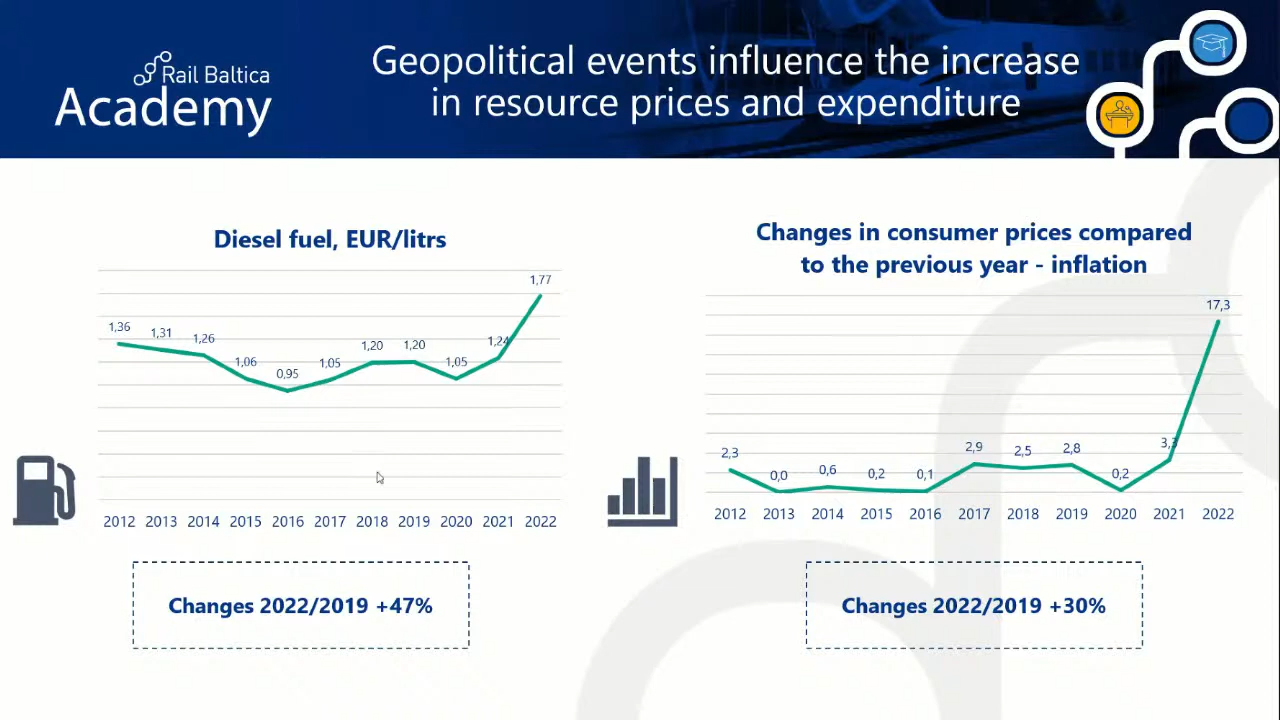 Rail Baltica
Academy
Geopolitical events influence the increase
in resource prices and expenditure
Diesel fuel, EUR/litrs
1,36
1,31
1,26
1,06
0,95
1,05
1,20
1,20
1,05
1,24
1,77
2012 2013 2014 2015 2016 2017 2018 2019 2020 2021 2022
Changes 2022/2019 +47%
Changes in consumer prices compared
to the previous year - inflation
2,3
0,0
0,6
0,2
0,1
2,9
2,5
2,8
0,2
3,3
17,3
2012 2013 2014 2015 2016 2017 2018 2019 2020 2021 2022
Changes 2022/2019 +30%